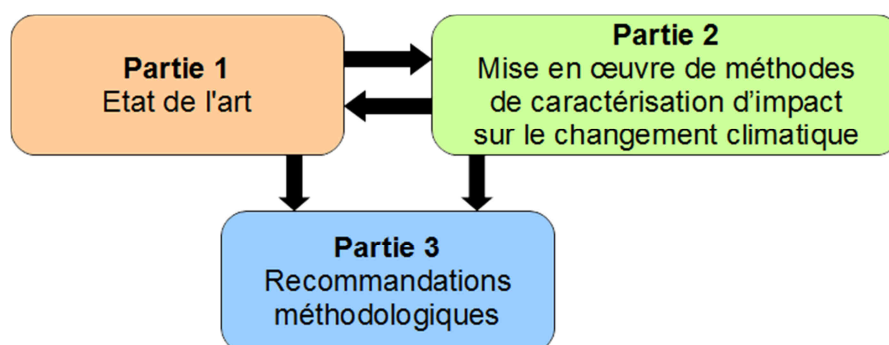 Partie 1
Etat de l'art
Partie 2
Mise en œuvre de méthodes
de caractérisation d’impact
sur le changement climatique
Partie 3
Recommandations
méthodologiques